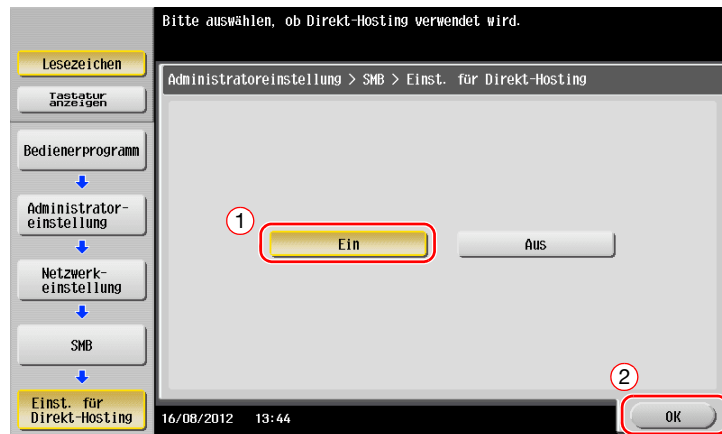 Bitte auswählen, ob Direkt-Hosting verwendet wird.
Lesezeichen
Administratoreinstellung > SMB > Einst. für Direkt-Hosting
Tastatur
anzeigen
Bedienerprogramm
Administrator-
einstellung
1
Ein
Aus
Netzwerk-
einstellung
SMB
2
Einst. für
Direkt-Hosting
16/08/2012 13:44
OK